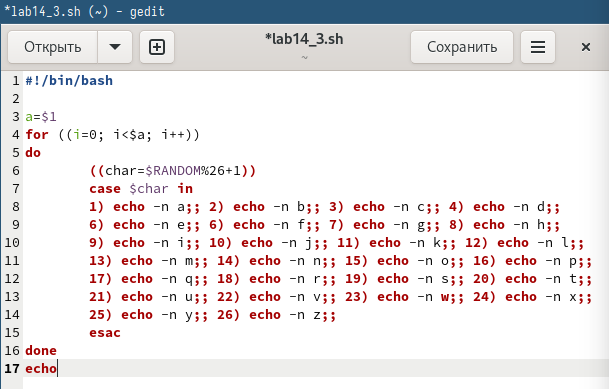 *lab14_3.sh (~) - gedit
Открыть
*lab14_3.sh
~
Сохранить
1 #!/bin/bash
2
3 a=$1
4 for ((i=0; i<$a; i++))
5 do
6 ((char=$RANDOM%26+1))
7 case $char in
8 1) echo -n a;; 2) echo -n b;; 3) echo -n c;; 4) echo -n d;;
9 6) echo -n e;; 6) echo -n f;; 7) echo -n g;; 8) echo -n h;;
10 9) echo -n i;; 10) echo -n j;; 11) echo -n k;; 12) echo -n l;;
11 13) echo -n m;; 14) echo -n n;; 15) echo -n o;; 16) echo -n p;;
12 17) echo -n q;; 18) echo -n r;; 19) echo -n s;; 20) echo -n t;;
13 21) echo -n u;; 22) echo -n v;; 23) echo -n w;; 24) echo -n x;;
14 25) echo -n y;; 26) echo -n z;;
15 esac
16 done
17 echo